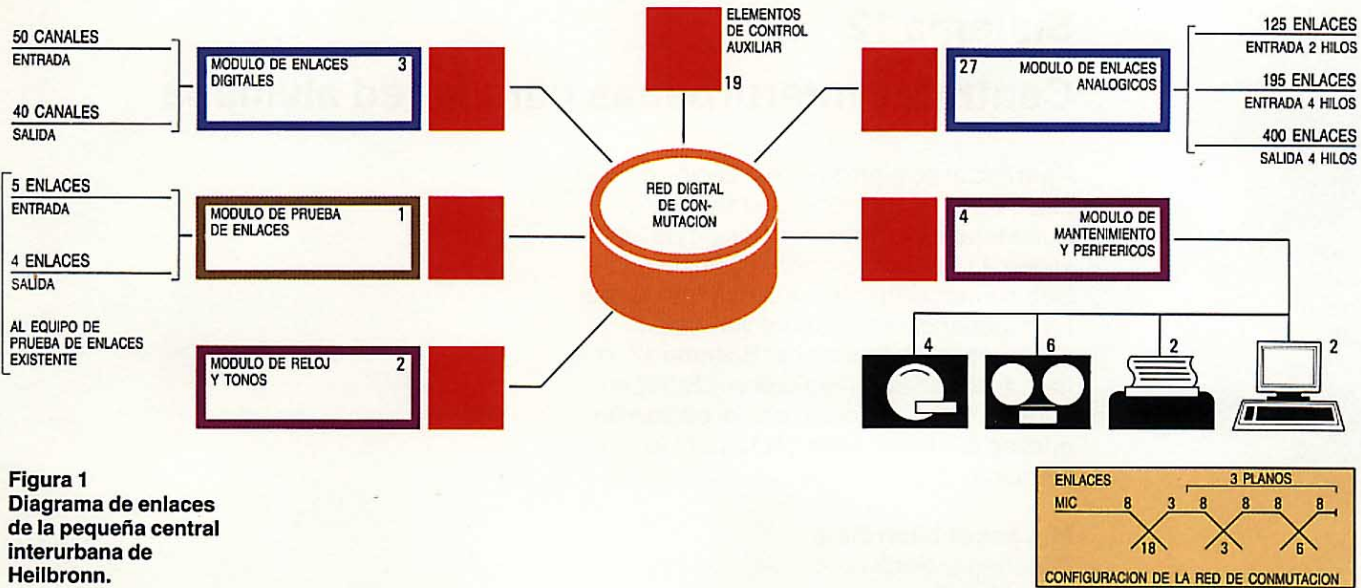 50 CANALES
ENTRADA
40 CANALES
SALIDA
MODULO DE ENLACES 3
DIGITALES
ELEMENTOS
DE CONTROL
AUXILIAR
19
27 MODULO DE ENLACES
ANALOGICOS
125 ENLACES
ENTRADA 2 HILOS
195 ENLACES
ENTRADA 4 HILOS
400 ENLACES
SALIDA 4 HILOS
5 ENLACES
ENTRADA
4 ENLACES
SALIDA
AL EQUIPO DE
PRUEBA DE ENLACES
EXISTENTE
MODULO DE PRUEBA 1
DE ENLACES
RED DIGITAL
DE CON-
MUTACION
4 MODULO DE
MANTENIMIENTO
Y PERIFERICOS
MODULO DE RELOJ 2
Y TONOS
4 6 2 2
Figura 1
Diagrama de enlaces
de la pequeña central
interurbana de
Heilbronn.
ENLACES 3 PLANOS
MIC 8 3 8 8 8 8
18 3 6
CONFIGURACION DE LA RED DE CONMUTACION